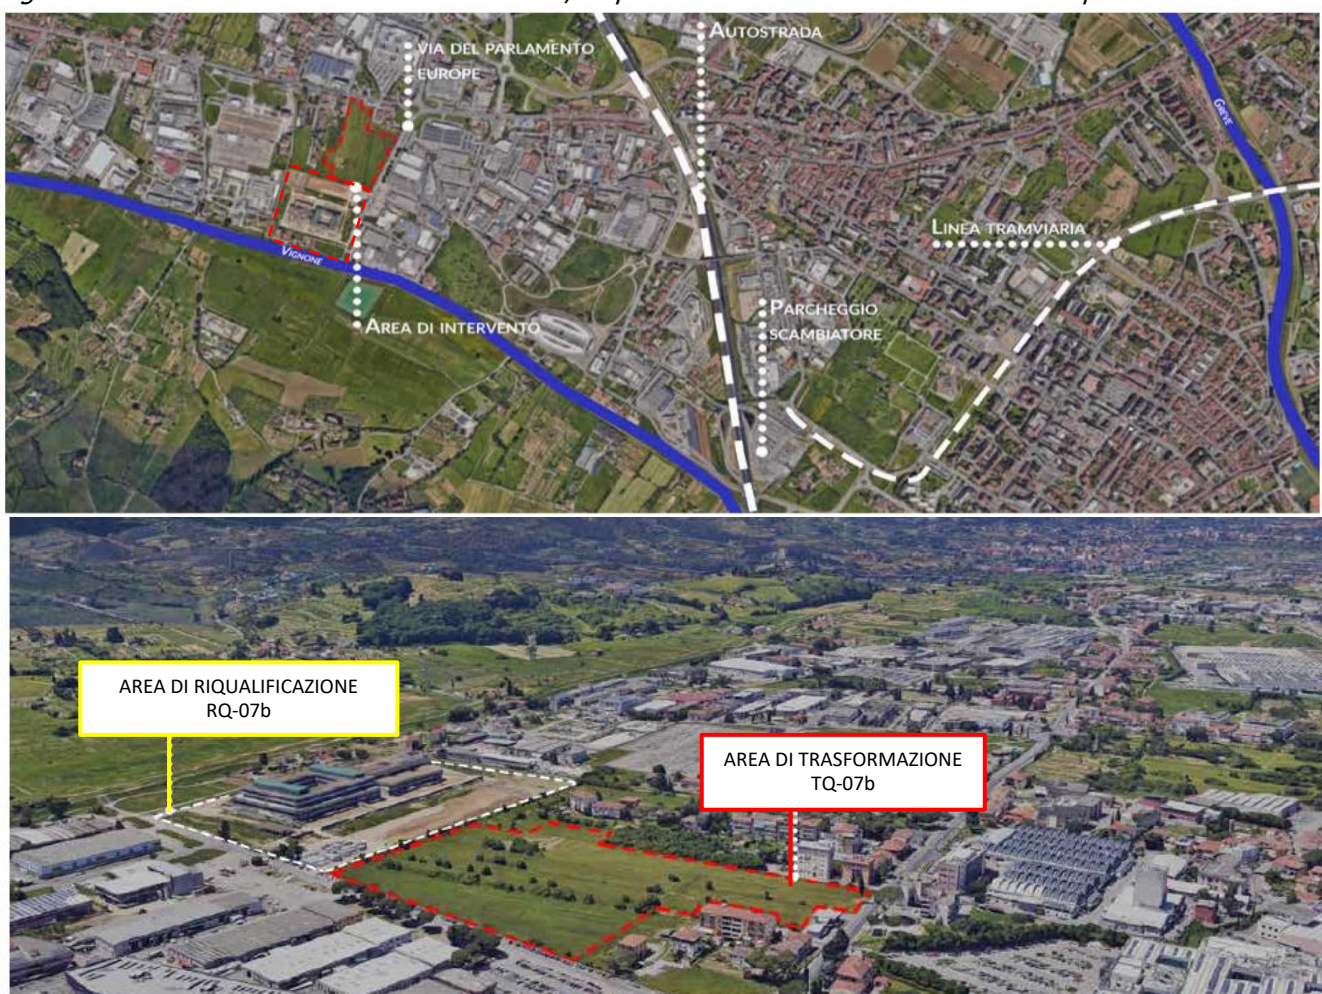 AUTOSTRADA
VIA DEL PARLAMENTO
EUROPE
GREVE
LINEA TRAMVIARIA
VIGNONE
PARCHEGGIO
SCAMBIATORE
AREA DI INTERVENTO
AREA DI RIQUALIFICAZIONE
RQ-07b
AREA DI TRASFORMAZIONE
TQ-07b